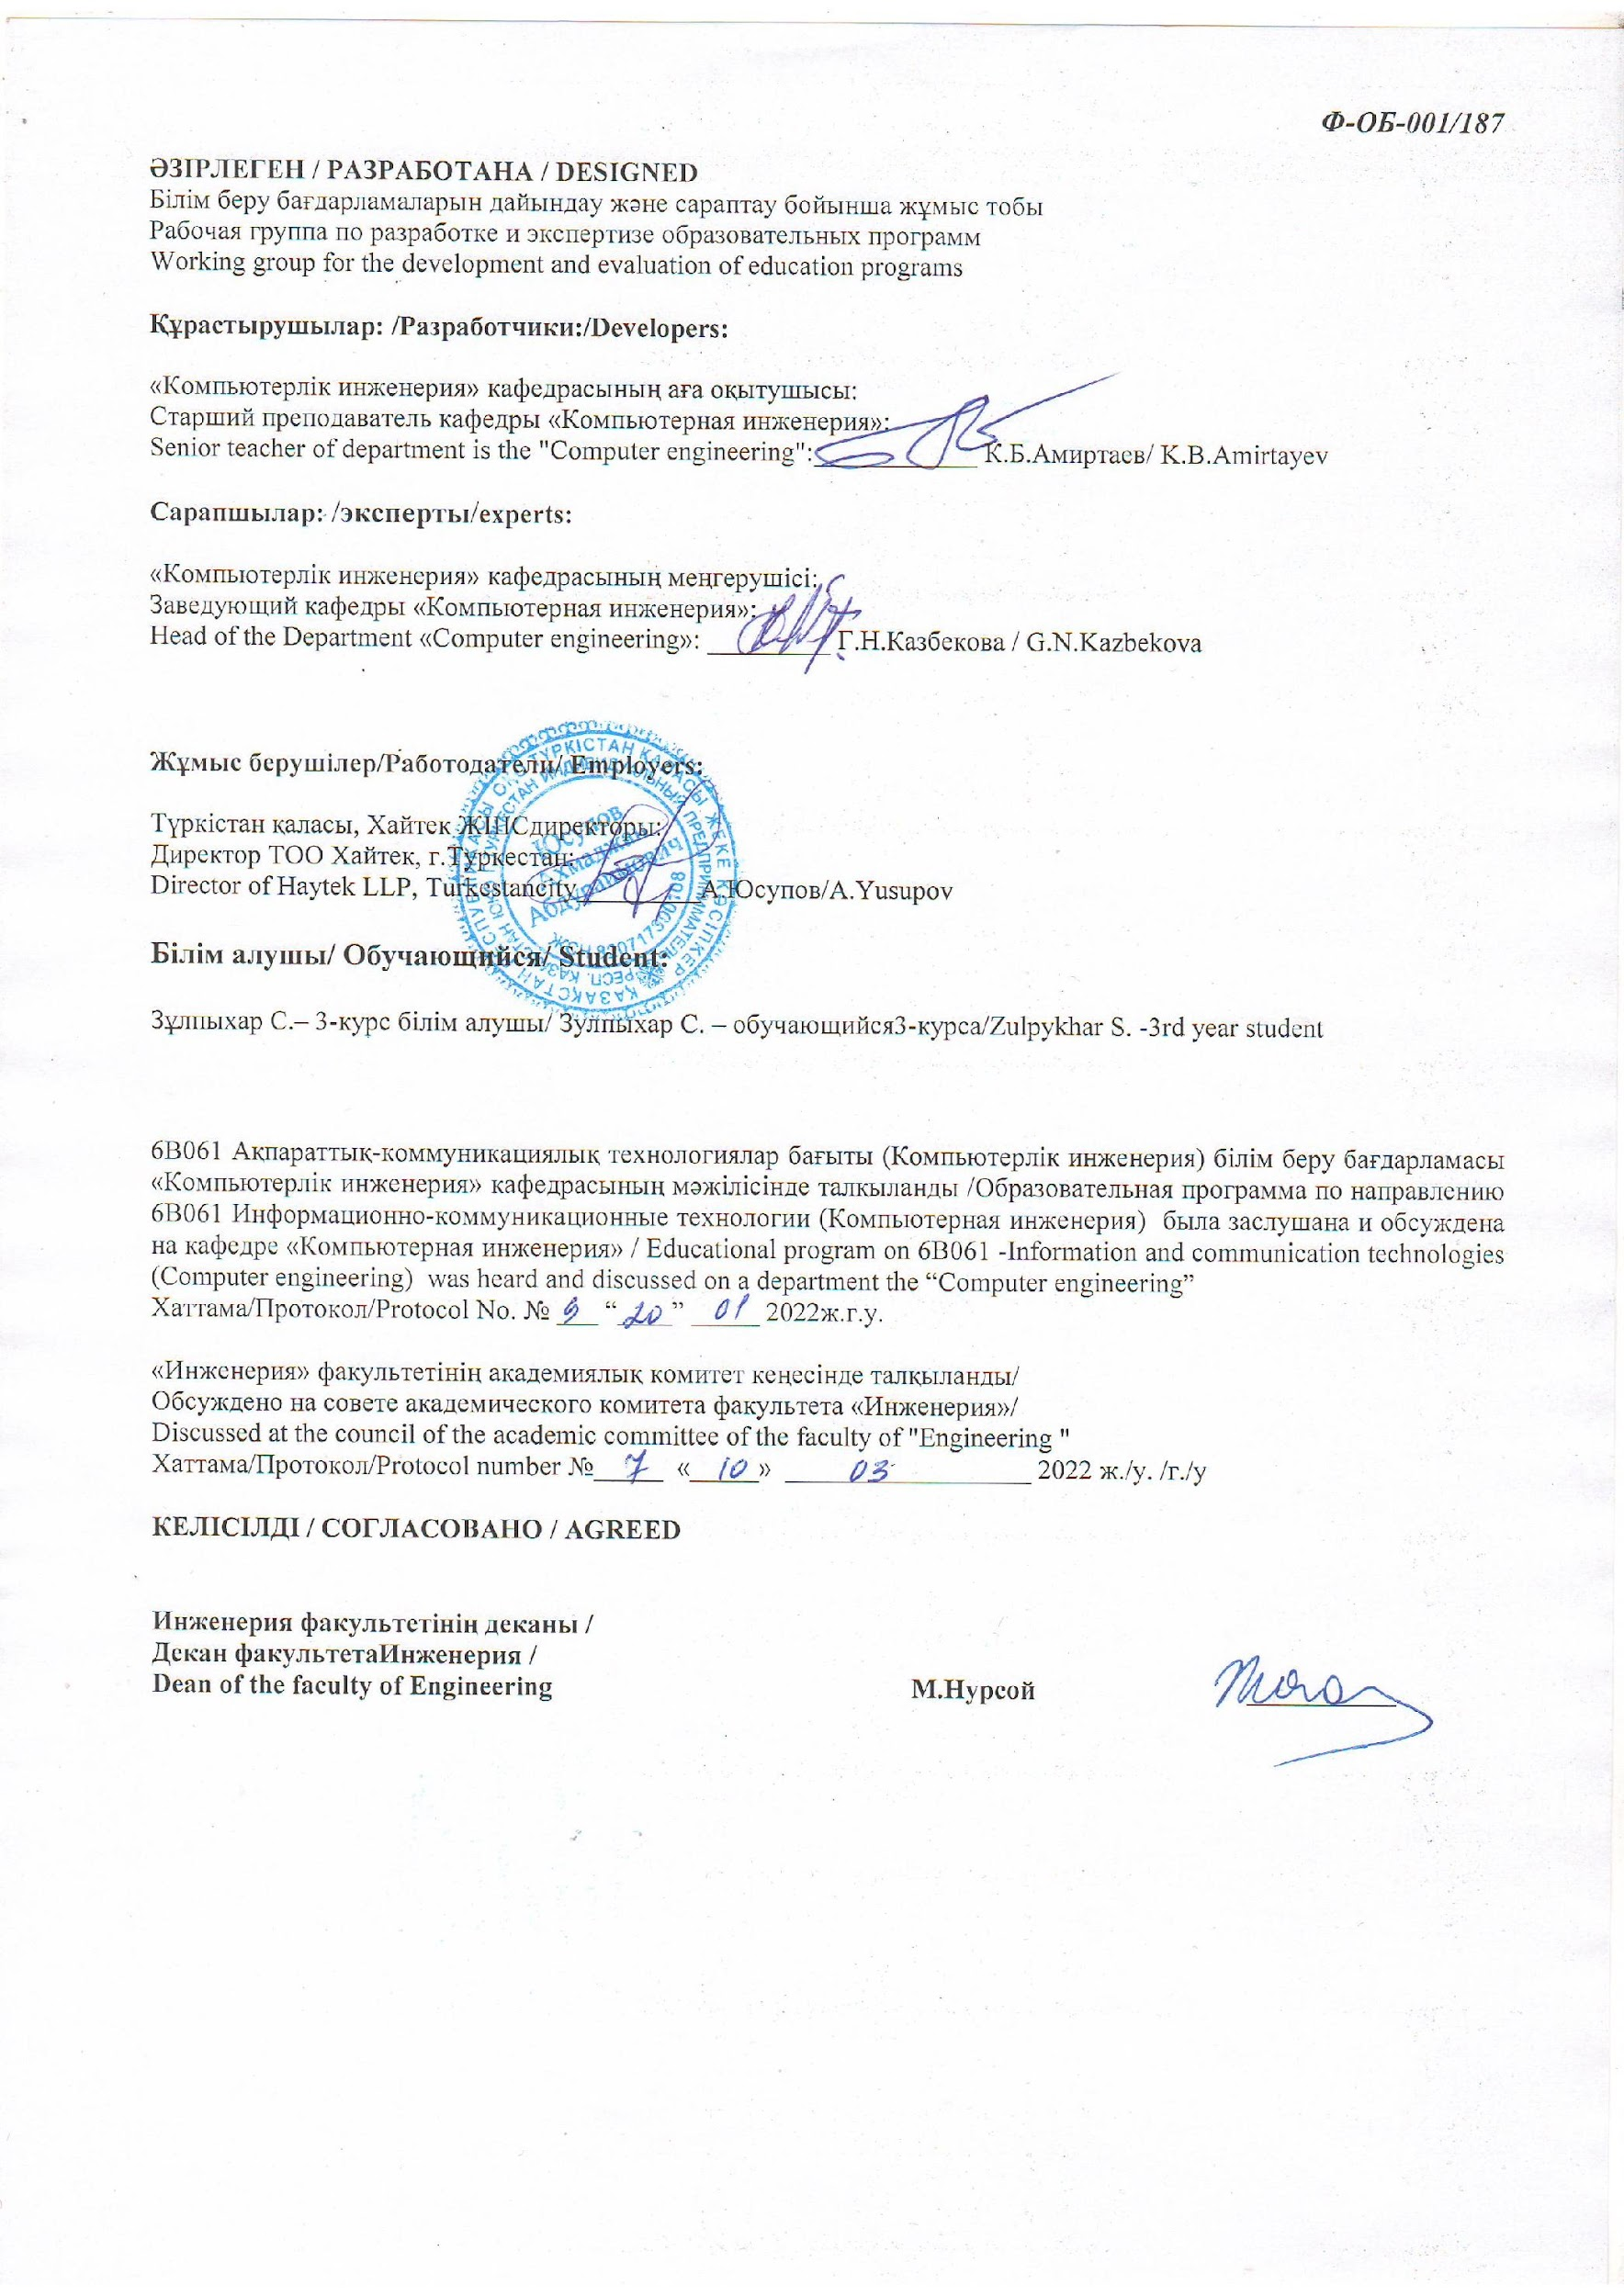 Ф-ОБ-001/187
ӘЗІРЛЕГЕН / РАЗРАБОТАНА / DESIGNED
Білім беру бағдарламаларын дайындау және сараптау бойынша жұмыс тобы
Рабочая группа по разработке и экспертизе образовательных программ
Working group for the development and evaluation of education programs
Құрастырушылар: /Разработчики:/Developers:
«Компьютерлік инженерия» кафедрасының аға оқытушысы:
Старший преподаватель кафедры «Компьютерная инженерия»:
Senior teacher of department is the "Computer engineering":____________ К.Б.Амиртаев/ K.B.Amirtayev
Сарапшылар: /эксперты/experts:
«Компьютерлік инженерия» кафедрасының меңгерушісі:
Заведующий кафедры «Компьютерная инженерия»:
Head of the Department «Computer engineering»: _________ Г.Н.Казбекова / G.N.Kazbekova
Жұмыс берушілер/Работодатели/ Employers:
Түркістан қаласы, Хайтек ЖШСдиректоры:
Директор ТОО Хайтек, г.Туркестан:
Director of Haytek LLP, Turkestancity_________А.Юсупов/A.Yusupov
Юсупов
Ахмаджан
Білім алушы/ Обучающийся/ Student:
Зұлпыхар С.– 3-курс білім алушы/ Зулпыхар С. – обучающийся3-курса/Zulpykhar S. -3rd year student
6В061 Ақпараттық-коммуникациялық технологиялар бағыты (Компьютерлік инженерия) білім беру бағдарламасы
«Компьютерлік инженерия» кафедрасының мәжілісінде талкыланды /Образовательная программа по направлению
6В061 Информационно-коммуникационные технологии (Компьютерная инженерия) была заслушана и обсуждена
на кафедре «Компьютерная инженерия» / Educational program on 6В061 -Information and communication technologies
(Computer engineering) was heard and discussed on a department the “Computer engineering”
Хаттама/Протокол/Protocol No. № ___ “20” 01 2022ж.г.у.
«Инженерия» факультетінің академиялық комитет кеңесінде талқыланды/
Обсуждено на совете академического комитета факультета «Инженерия»/
Discussed at the council of the academic committee of the faculty of "Engineering "
Хаттама/Протокол/Protocol number № 7 «10» 03 2022 ж./у. /г./у
КЕЛІСІЛДІ / СОГЛАСОВАНО / AGREED
Инженерия факультетінің деканы /
Декан факультетаИнженерия /
Dean of the faculty of Engineering М.Нурсой